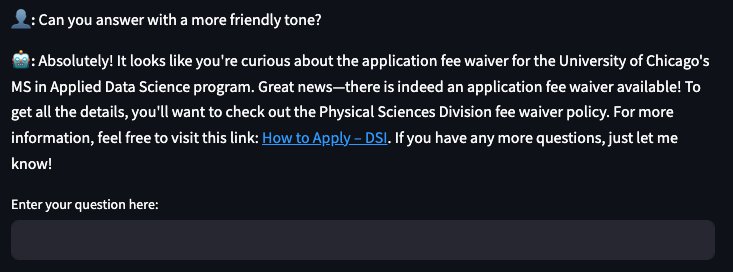 👤: Can you answer with a more friendly tone?
🤖: Absolutely! It looks like you're curious about the application fee waiver for the University of Chicago's
MS in Applied Data Science program. Great news—there is indeed an application fee waiver available! To
get all the details, you'll want to check out the Physical Sciences Division fee waiver policy. For more
information, feel free to visit this link: How to Apply – DSI. If you have any more questions, just let me
know!
Enter your question here: